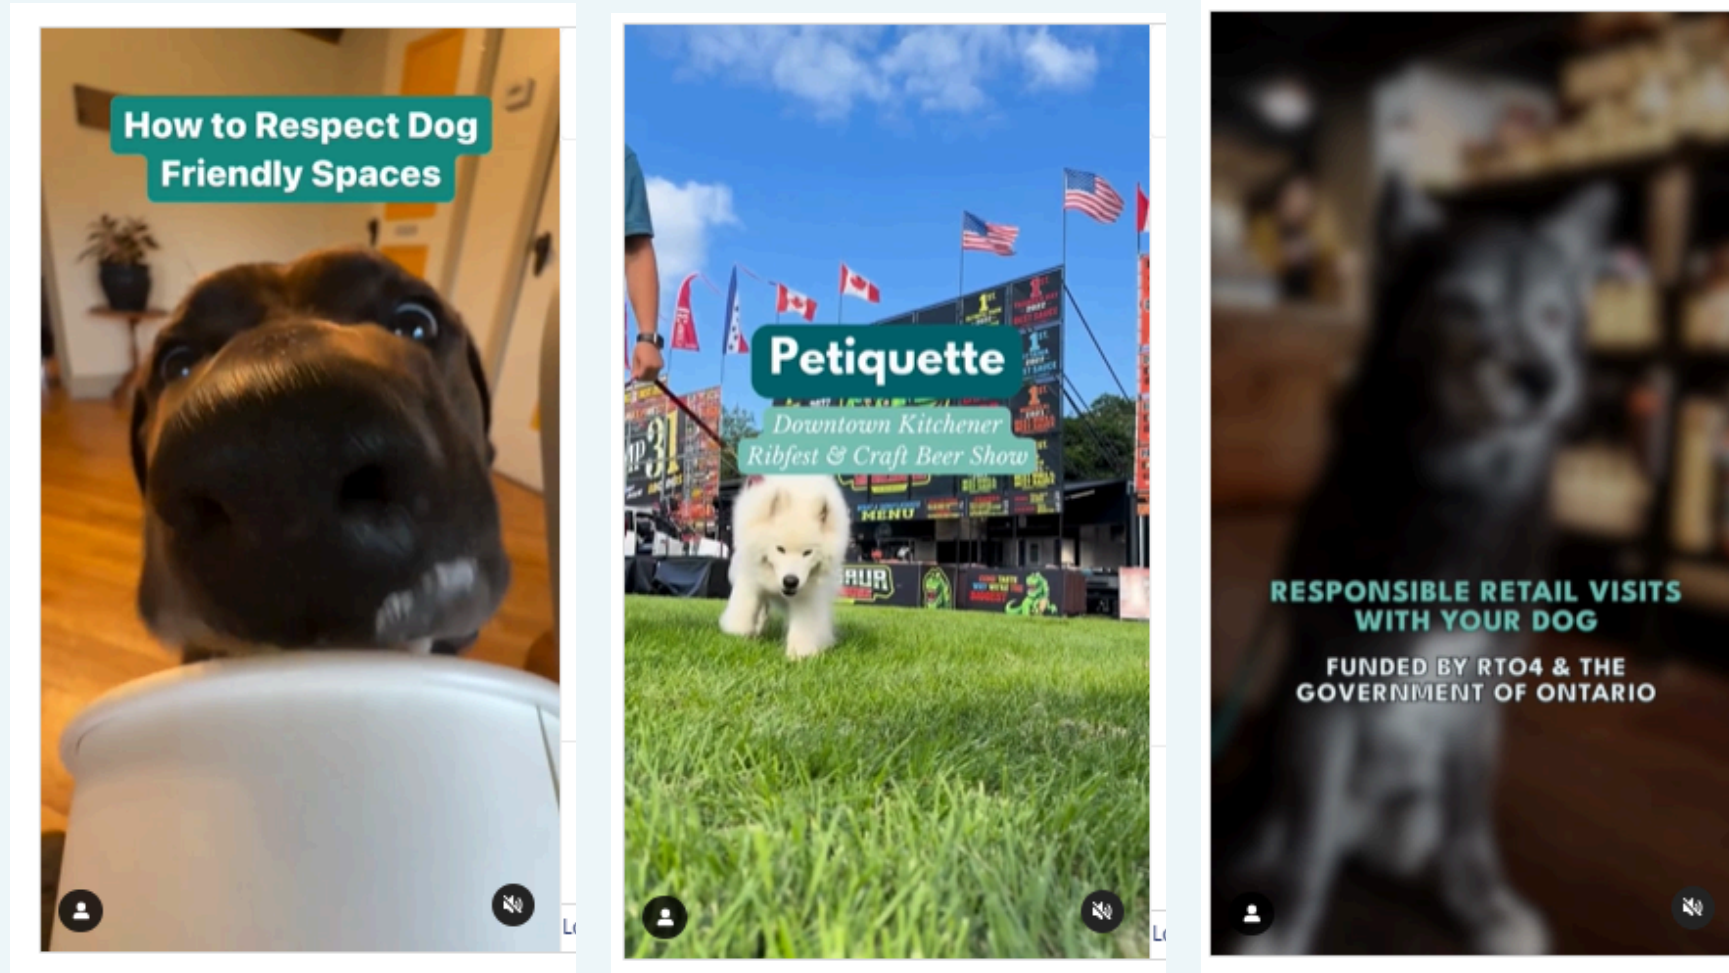 How to Respect Dog
Friendly Spaces
Petiquette
Downtown Kitchener
Ribfest & Craft Beer Show
MENU
RESPONSIBLE RETAIL VISITS
WITH YOUR DOG
FUNDED BY RTO4 & THE
GOVERNMENT OF ONTARIO